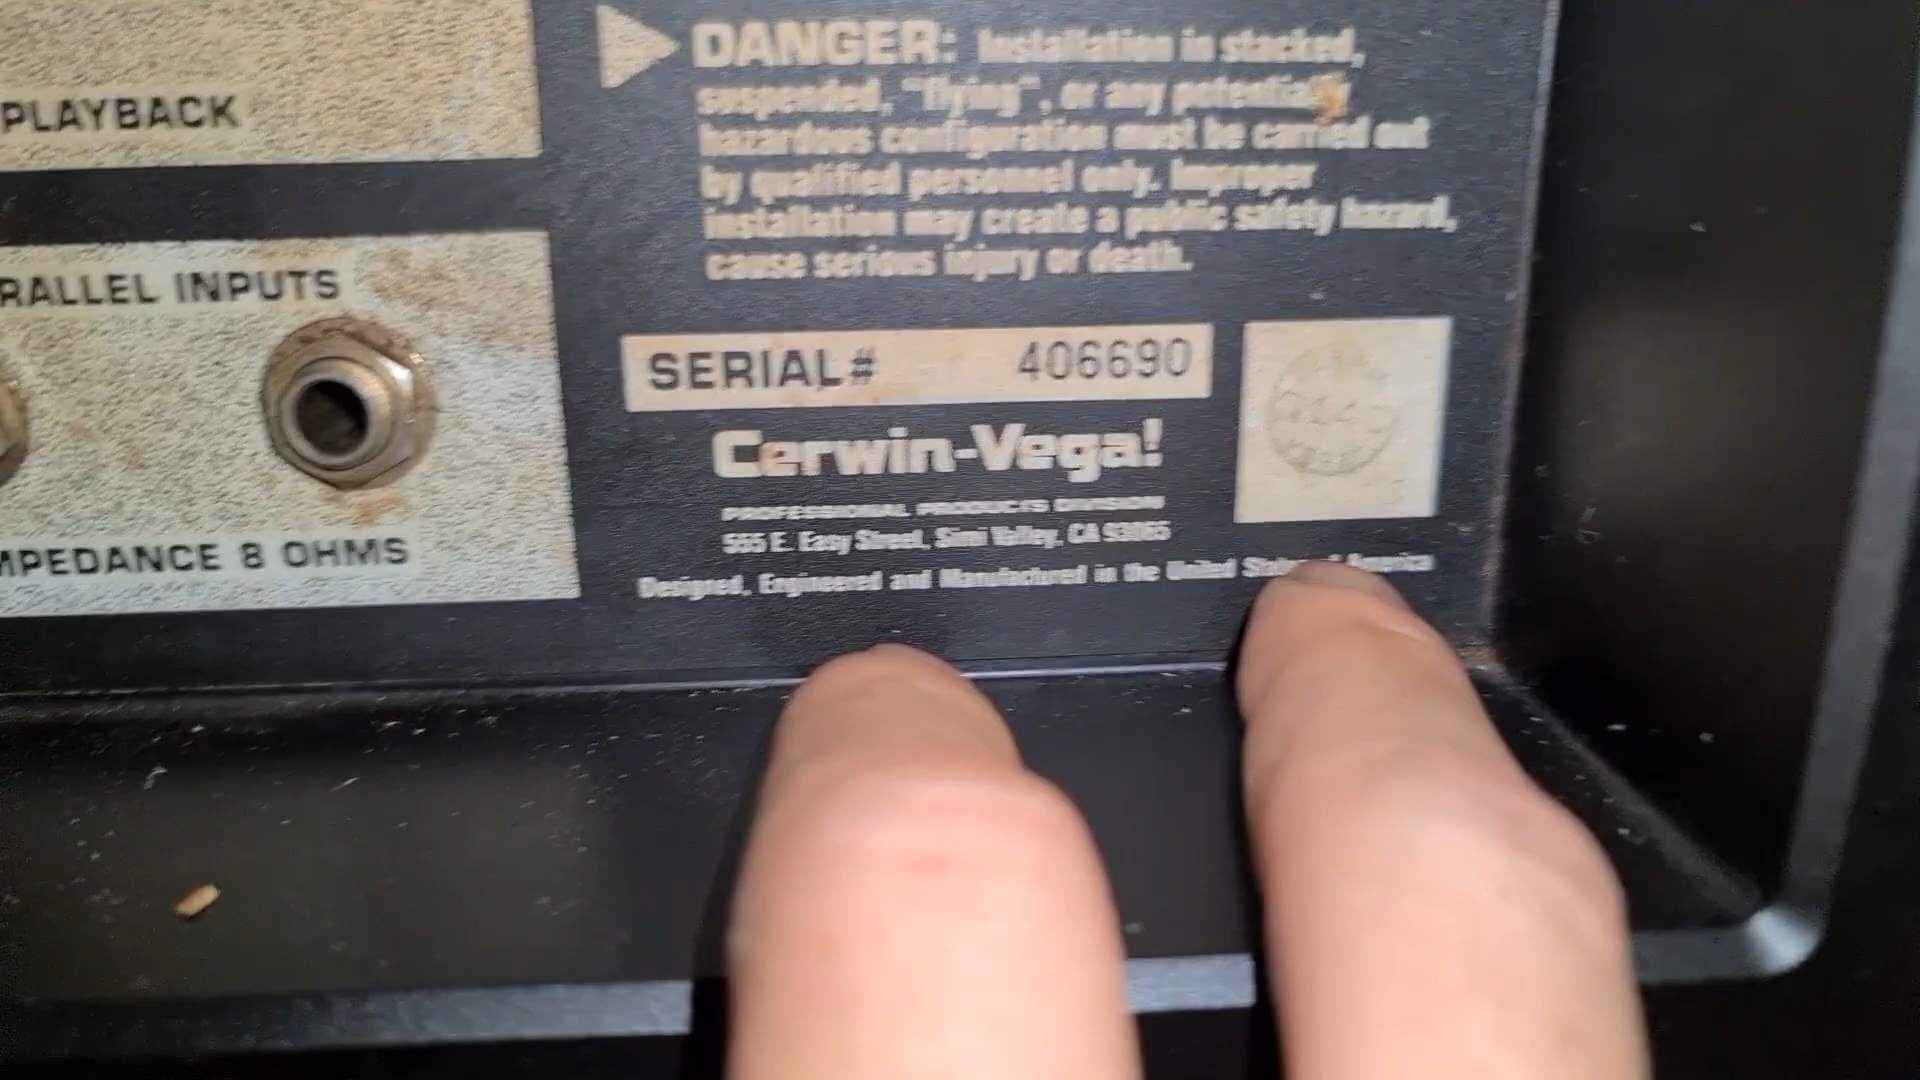 PLAYBACK
RALLEL INPUTS
MPEDANCE 8 OHMS
DANGER: Installation in stacked,
suspended, "flying", or any potentially
hazardous configuration must be carried out
by qualified personnel only. Improper
installation may create a public safety hazard,
cause serious injury or death.
SERIAL# 406690
Cerwin-Vega!
PROFESSIONAL PRODUCTS DIVISION
555 E. Easy Street, Simi Valley, CA 93065
Designed, Engineered and Manufactured in the United States of America